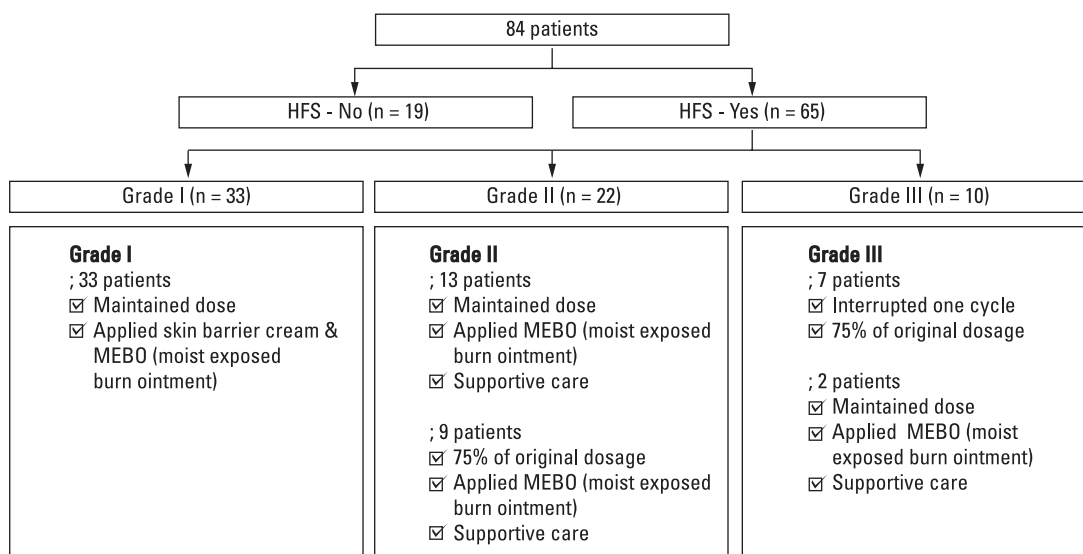 84 patients
HFS - No (n = 19)
HFS - Yes (n = 65)
Grade I (n = 33)
Grade II (n = 22)
Grade III (n = 10)
Grade I
; 33 patients
☑ Maintained dose
☑ Applied skin barrier cream &
MEBO (moist exposed
burn ointment)
Grade II
; 13 patients
☑ Maintained dose
☑ Applied MEBO (moist exposed
burn ointment)
☑ Supportive care
; 9 patients
☑ 75% of original dosage
☑ Applied MEBO (moist exposed
burn ointment)
☑ Supportive care
Grade III
; 7 patients
☑ Interrupted one cycle
☑ 75% of original dosage
; 2 patients
☑ Maintained dose
☑ Applied MEBO (moist
exposed burn ointment)
☑ Supportive care